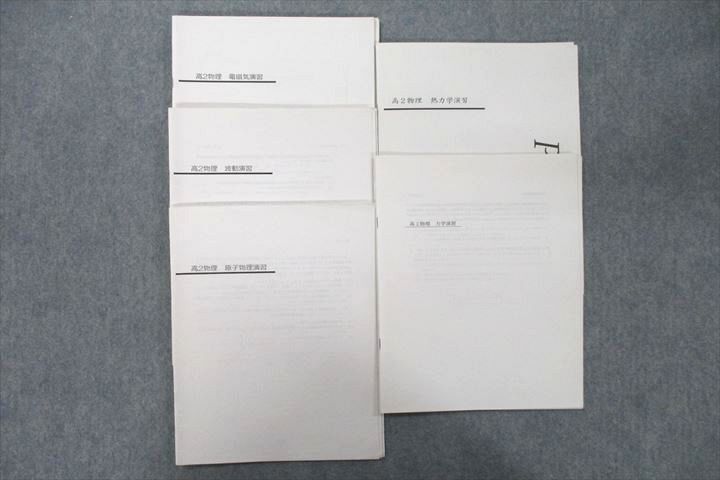 高2物理 電磁気演習
高2物理 波動演習
高2物理 原子物理演習
高2物理 熱力学演習
高2物理 力学演習